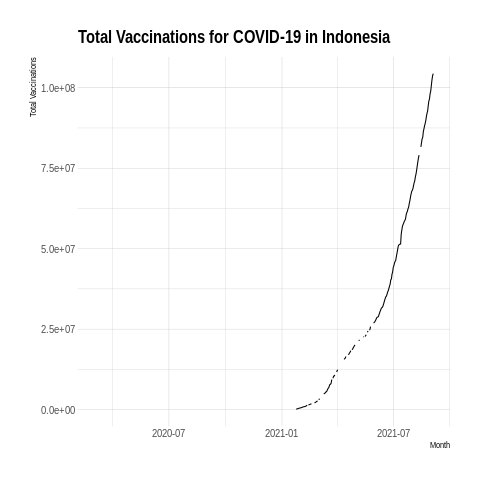 Total Vaccinations for COVID-19 in Indonesia
Total Vaccinations
1.0e+08
7.5e+07
5.0e+07
2.5e+07
0.0e+00
2020-07 2021-01 2021-07
Month